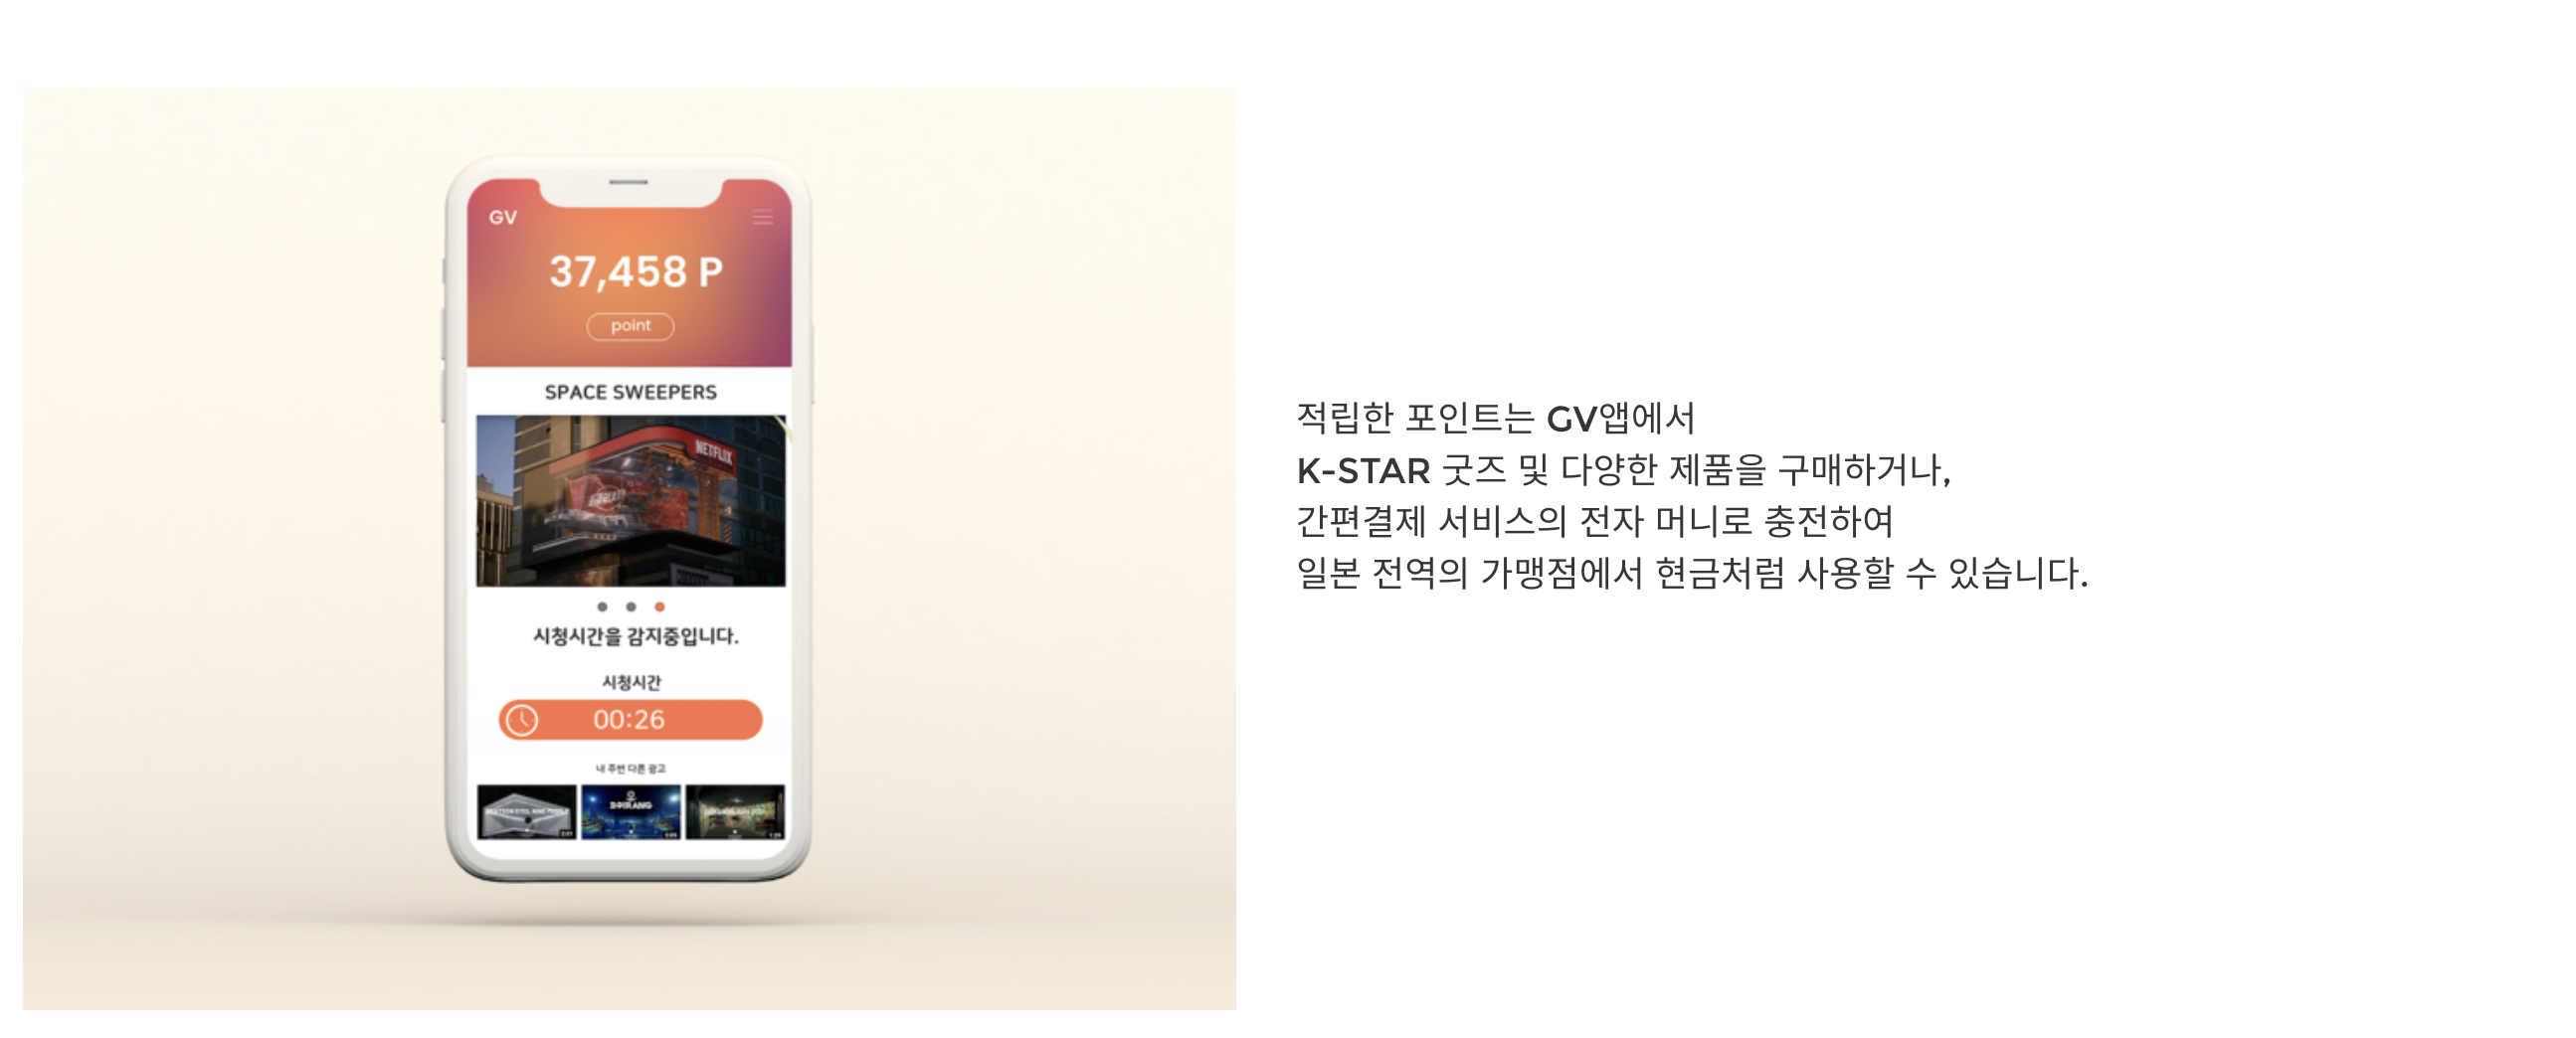 GV
37,458 P
point
SPACE SWEEPERS
NETFLIX
시청시간을 감지중입니다.
시청시간
00:26
내 주변 다른 광고
적립한 포인트는 GV앱에서
K-STAR 굿즈 및 다양한 제품을 구매하거나,
간편결제 서비스의 전자 머니로 충전하여
일본 전역의 가맹점에서 현금처럼 사용할 수 있습니다.